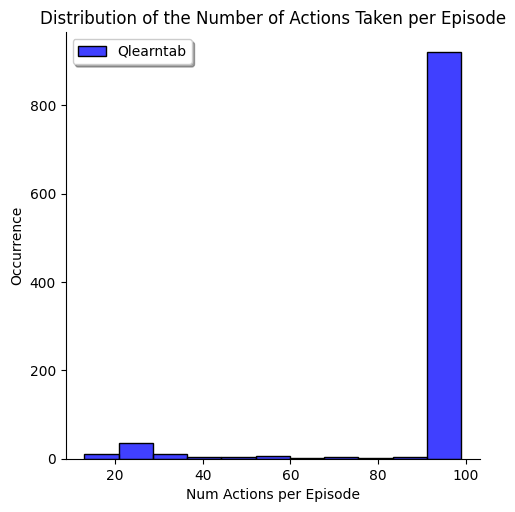 Distribution of the Number of Actions Taken per Episode
Qlearntab
800
600
400
200
0
Occurrence
20 40 60 80 100
Num Actions per Episode